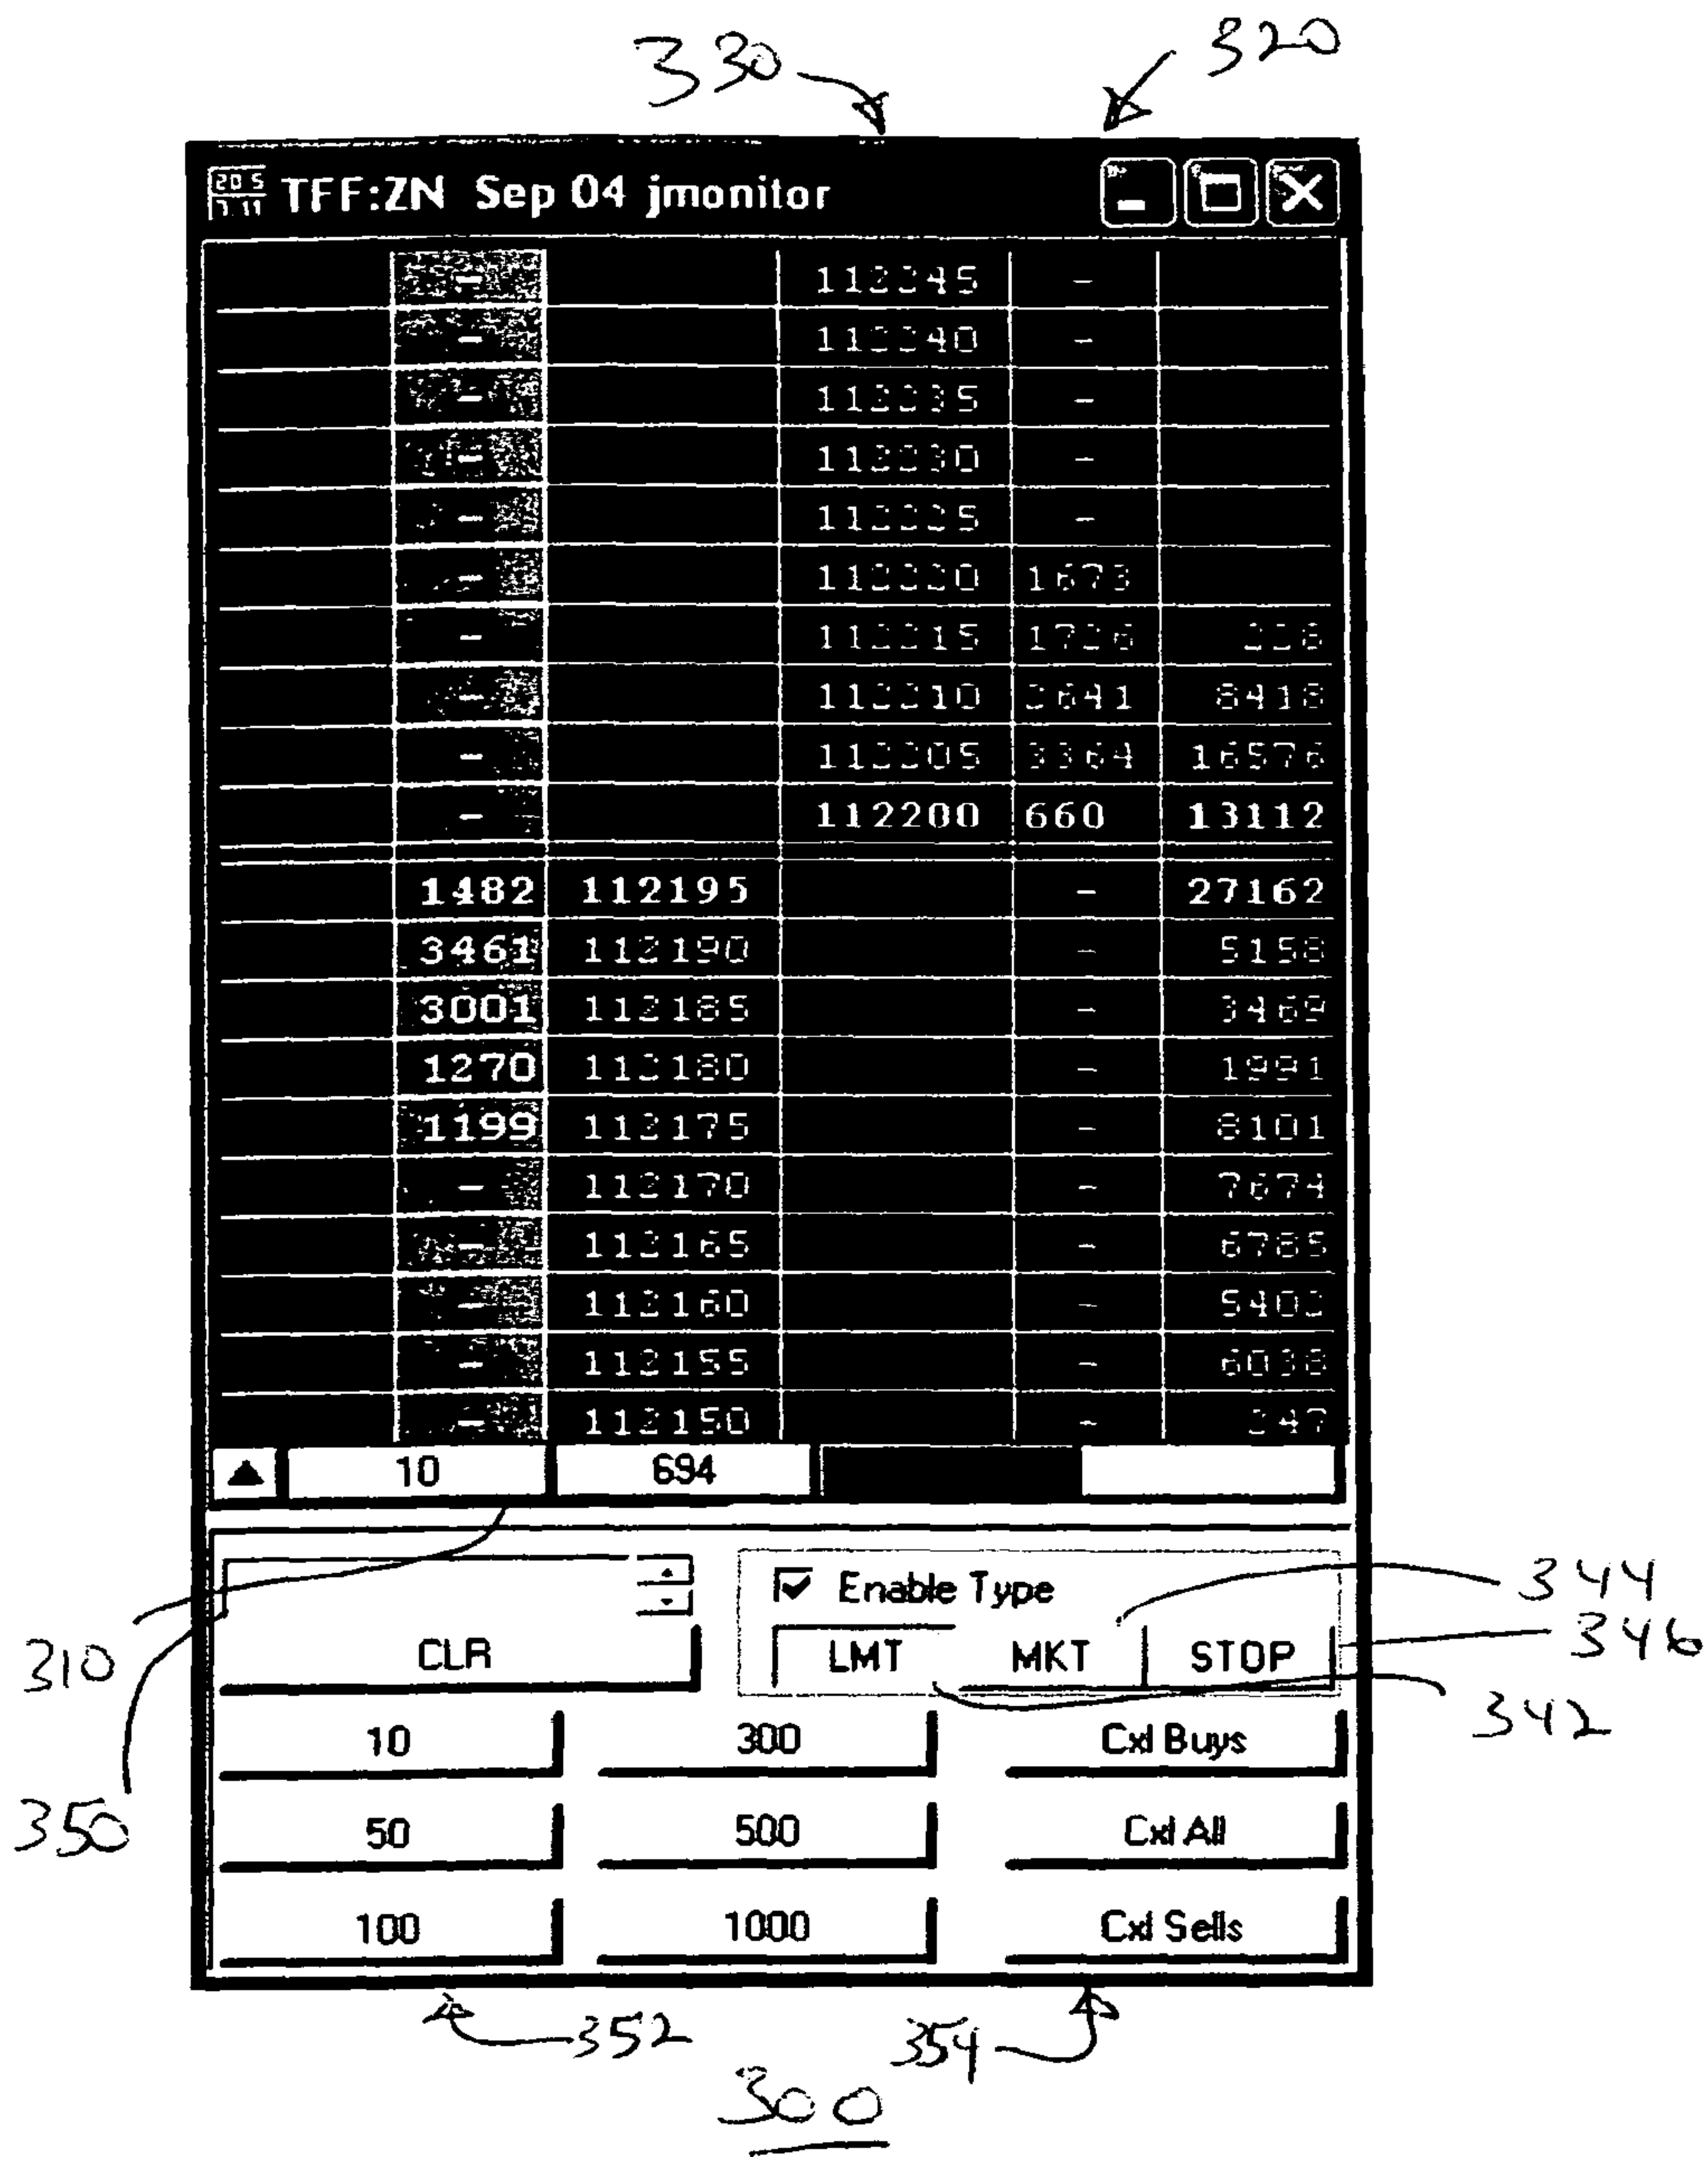 330 320
TFF:ZN Sep 04 jmonitor
- 112245 -
- 112240 -
- 112235 -
- 112230 -
- 112225 -
- 112220 1673
- 112215 1726
- 112210 2641 8418
- 112205 3364 16576
- 112200 660 13112
1482 112195 - 27162
3461 112190 - 5158
3001 112185 - 3469
1270 112180 - 1991
1199 112175 - 8101
- 112170 - 7674
- 112165 - 6785
- 112160 - 5402
- 112155 - 6038
- 112150 -
10 694
Enable Type 344
310 CLR LMT MKT STOP 346
10 300 Cxl Buys 342
350 50 500 Cxl All
100 1000 Cxl Sells
352 354
300